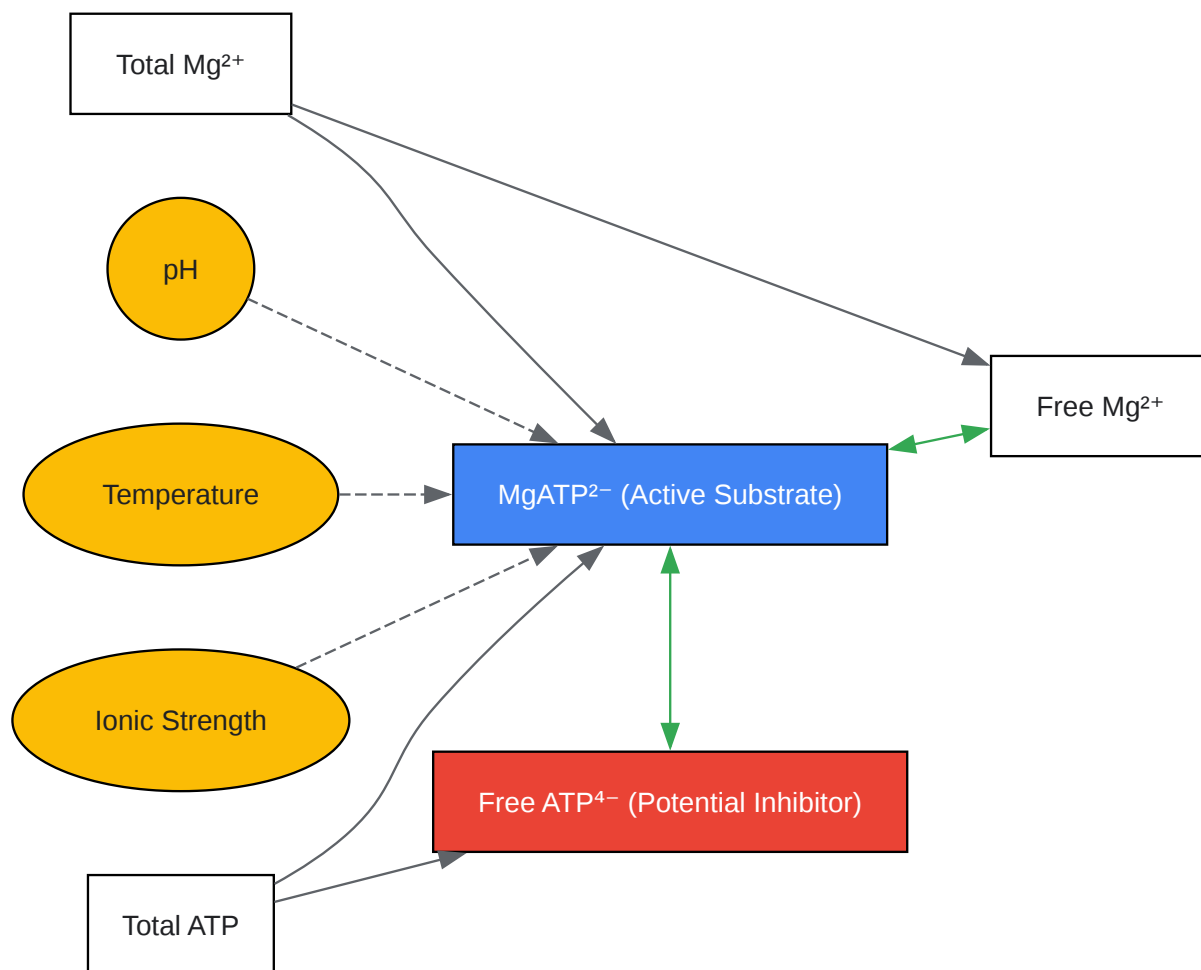 Total Mg²⁺
pH
Free Mg²⁺
Temperature
MgATP²⁻ (Active Substrate)
Ionic Strength
Free ATP⁴⁻ (Potential Inhibitor)
Total ATP